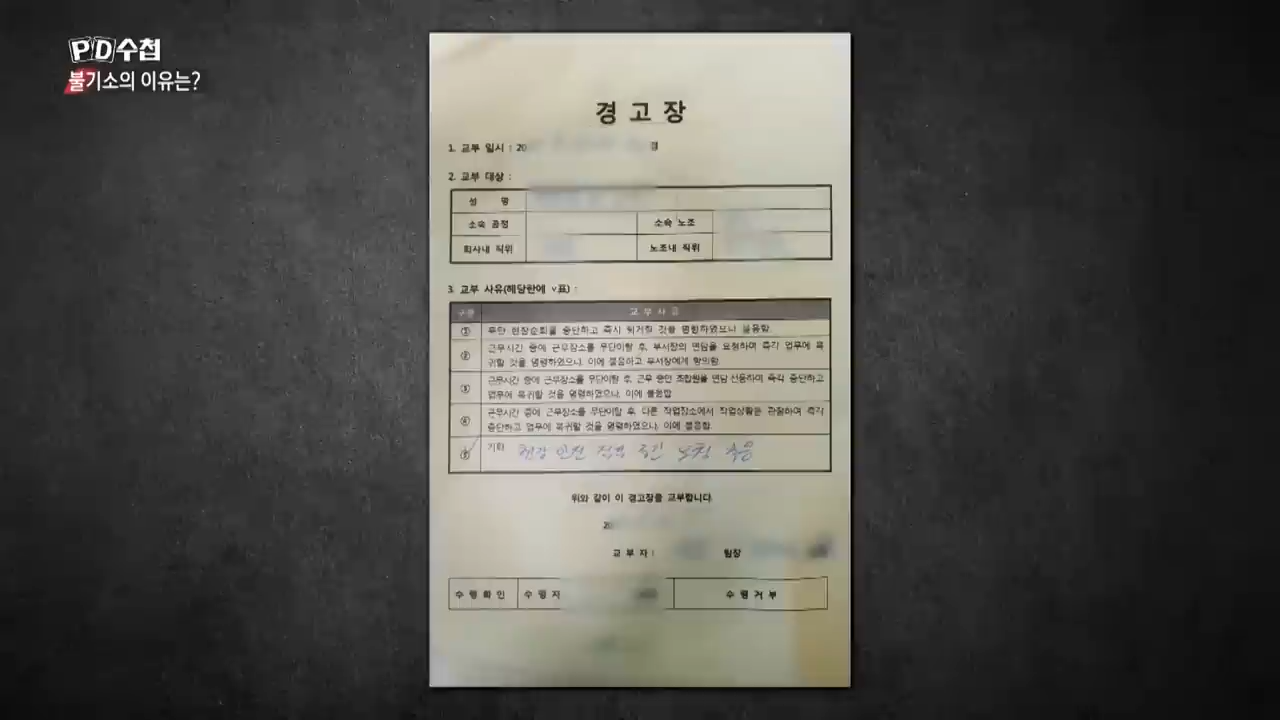 PD수첩
불기소의 이유는?
경 고 장
1. 교부 일시 : 20
2. 교부 대상 :
성 명
소속 공정 소속 노조
회사내 직위 노조내 직위
3. 교부 사유(해당란에 ∨표) :
구분 교 부 사 유
① 무단 현장순회를 중단하고 즉시 퇴거할 것을 명령하였으나 불응함.
② 근무시간 중에 근무장소를 무단이탈 후, 부서장의 면담을 요청하며 즉각 업무에 복
귀할 것을 명령하였으나, 이에 불응하고 부서장에게 항의함.
③ 근무시간 중에 근무장소를 무단이탈 후, 근무 중인 조합원을 면담 선동하며 즉각 중단하고
업무에 복귀할 것을 명령하였으나, 이에 불응함
④ 근무시간 중에 근무장소를 무단이탈 후, 다른 작업장소에서 작업상황을 관찰하며 즉각
중단하고 업무에 복귀할 것을 명령하였으나, 이에 불응함.
⑤ 기타 현장 안전 점검
위와 같이 이 경고장을 교부합니다.
20
교 부 자 : 팀장
수 령 확 인 수 령 자 수 령 거 부